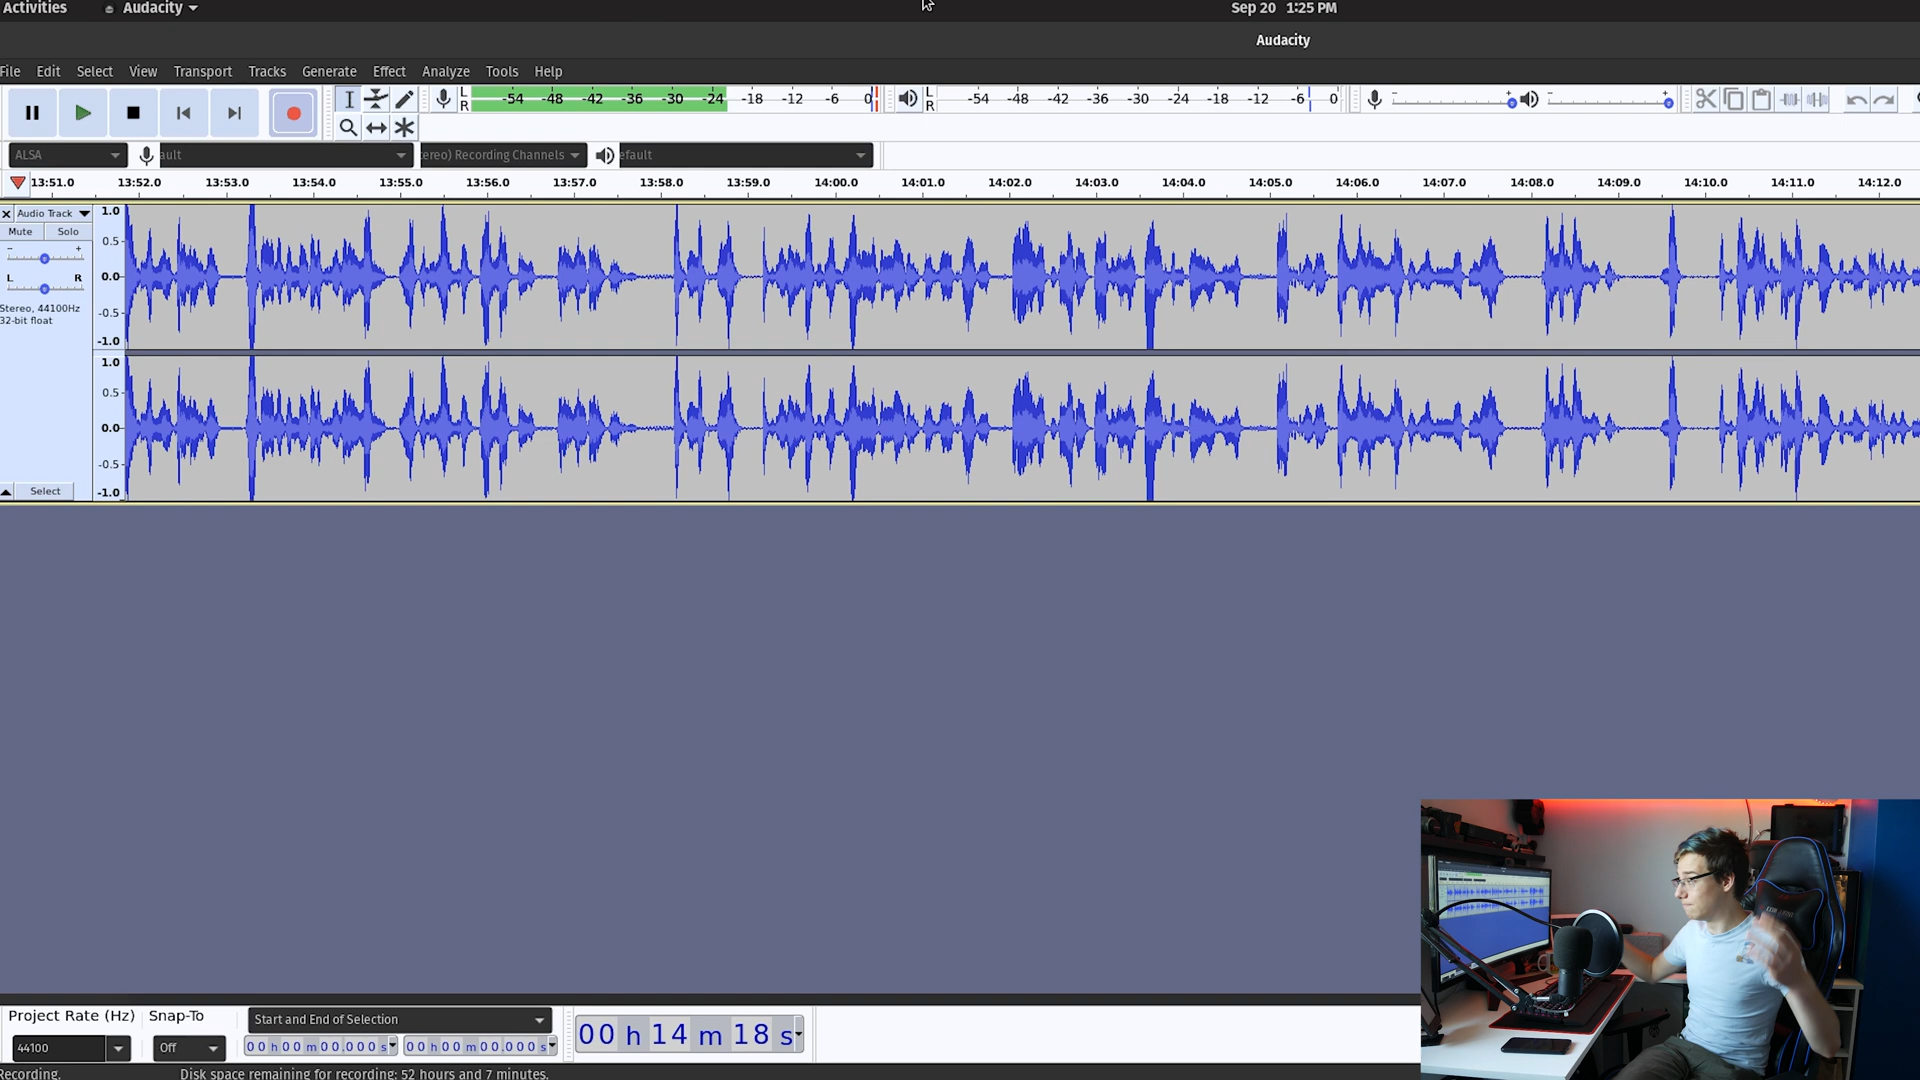 Activities Audacity Sep 20 1:25 PM
Audacity
File Edit Select View Transport Tracks Generate Effect Analyze Tools Help
L -54 -48 -42 -36 -30 -24 -18 -12 -6 0 L -54 -48 -42 -36 -30 -24 -18 -12 -6 0
R R
ALSA ault tereo) Recording Channels efault
13:51.0 13:52.0 13:53.0 13:54.0 13:55.0 13:56.0 13:57.0 13:58.0 13:59.0 14:00.0 14:01.0 14:02.0 14:03.0 14:04.0 14:05.0 14:06.0 14:07.0 14:08.0 14:09.0 14:10.0 14:11.0 14:12.0
Audio Track 1.0
Mute Solo
0.5
- +
L R 0.0
Stereo, 44100Hz -0.5
32-bit float
-1.0
1.0
0.5
0.0
-0.5
Select -1.0
Project Rate (Hz) Snap-To Start and End of Selection
44100 Off 00 h 00 m 00.000 s 00 h 00 m 00.000 s 00 h 14 m 18 s
Recording. Disk space remaining for recording: 52 hours and 7 minutes.